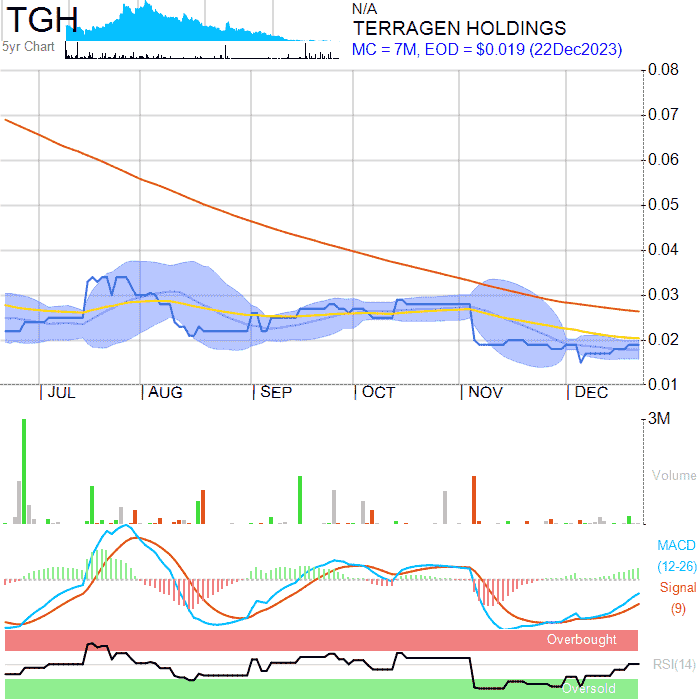 TGH
5yr Chart
N/A
TERRAGEN HOLDINGS
MC = 7M, EOD = $0.019 (22Dec2023)
0.08
0.07
0.06
0.05
0.04
0.03
0.02
0.01
JUL AUG SEP OCT NOV DEC
3M
Volume
MACD
(12-26)
Signal
(9)
Overbought
RSI(14)
Oversold